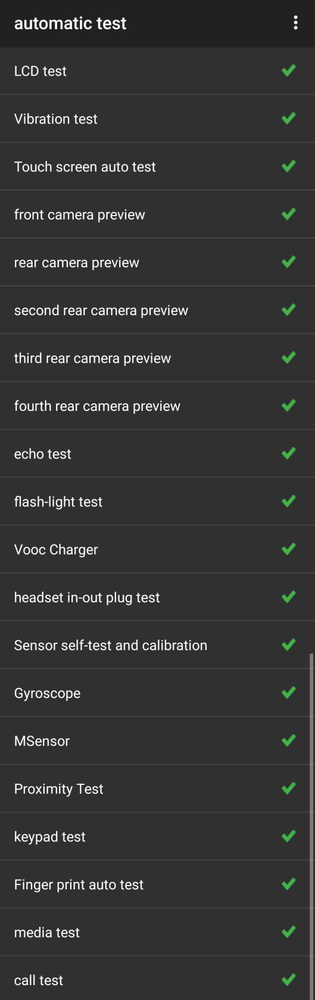 automatic test
LCD test
Vibration test
Touch screen auto test
front camera preview
rear camera preview
second rear camera preview
third rear camera preview
fourth rear camera preview
echo test
flash-light test
Vooc Charger
headset in-out plug test
Sensor self-test and calibration
Gyroscope
MSensor
Proximity Test
keypad test
Finger print auto test
media test
call test